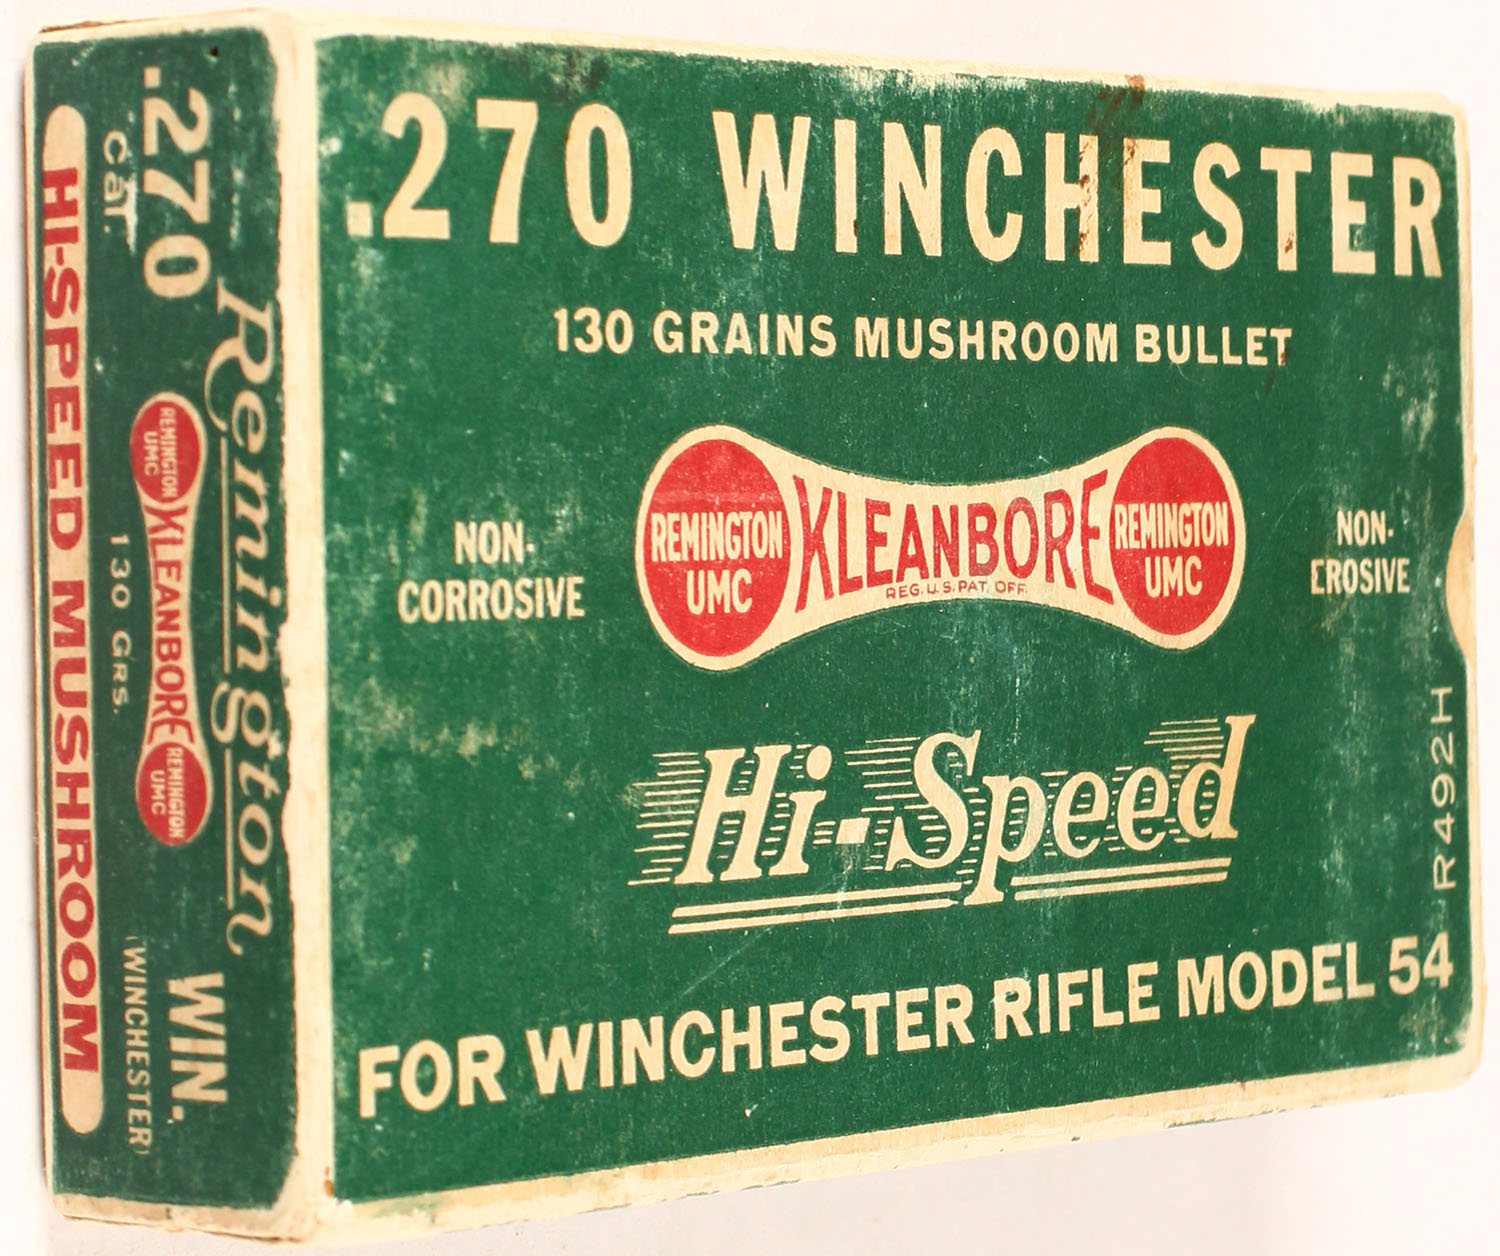 .270 WINCHESTER
130 GRAINS MUSHROOM BULLET
NON-
CORROSIVE
REMINGTON
UMC
KLEANBORE
REG. U.S. PAT. OFF.
REMINGTON
UMC
NON-
EROSIVE
Hi-Speed
FOR WINCHESTER RIFLE MODEL 54
R492H
Remington
.270 WIN.
Cal. (WINCHESTER)
REMINGTON
UMC
KLEANBORE
REMINGTON
UMC
130 GRS.
HI-SPEED MUSHROOM